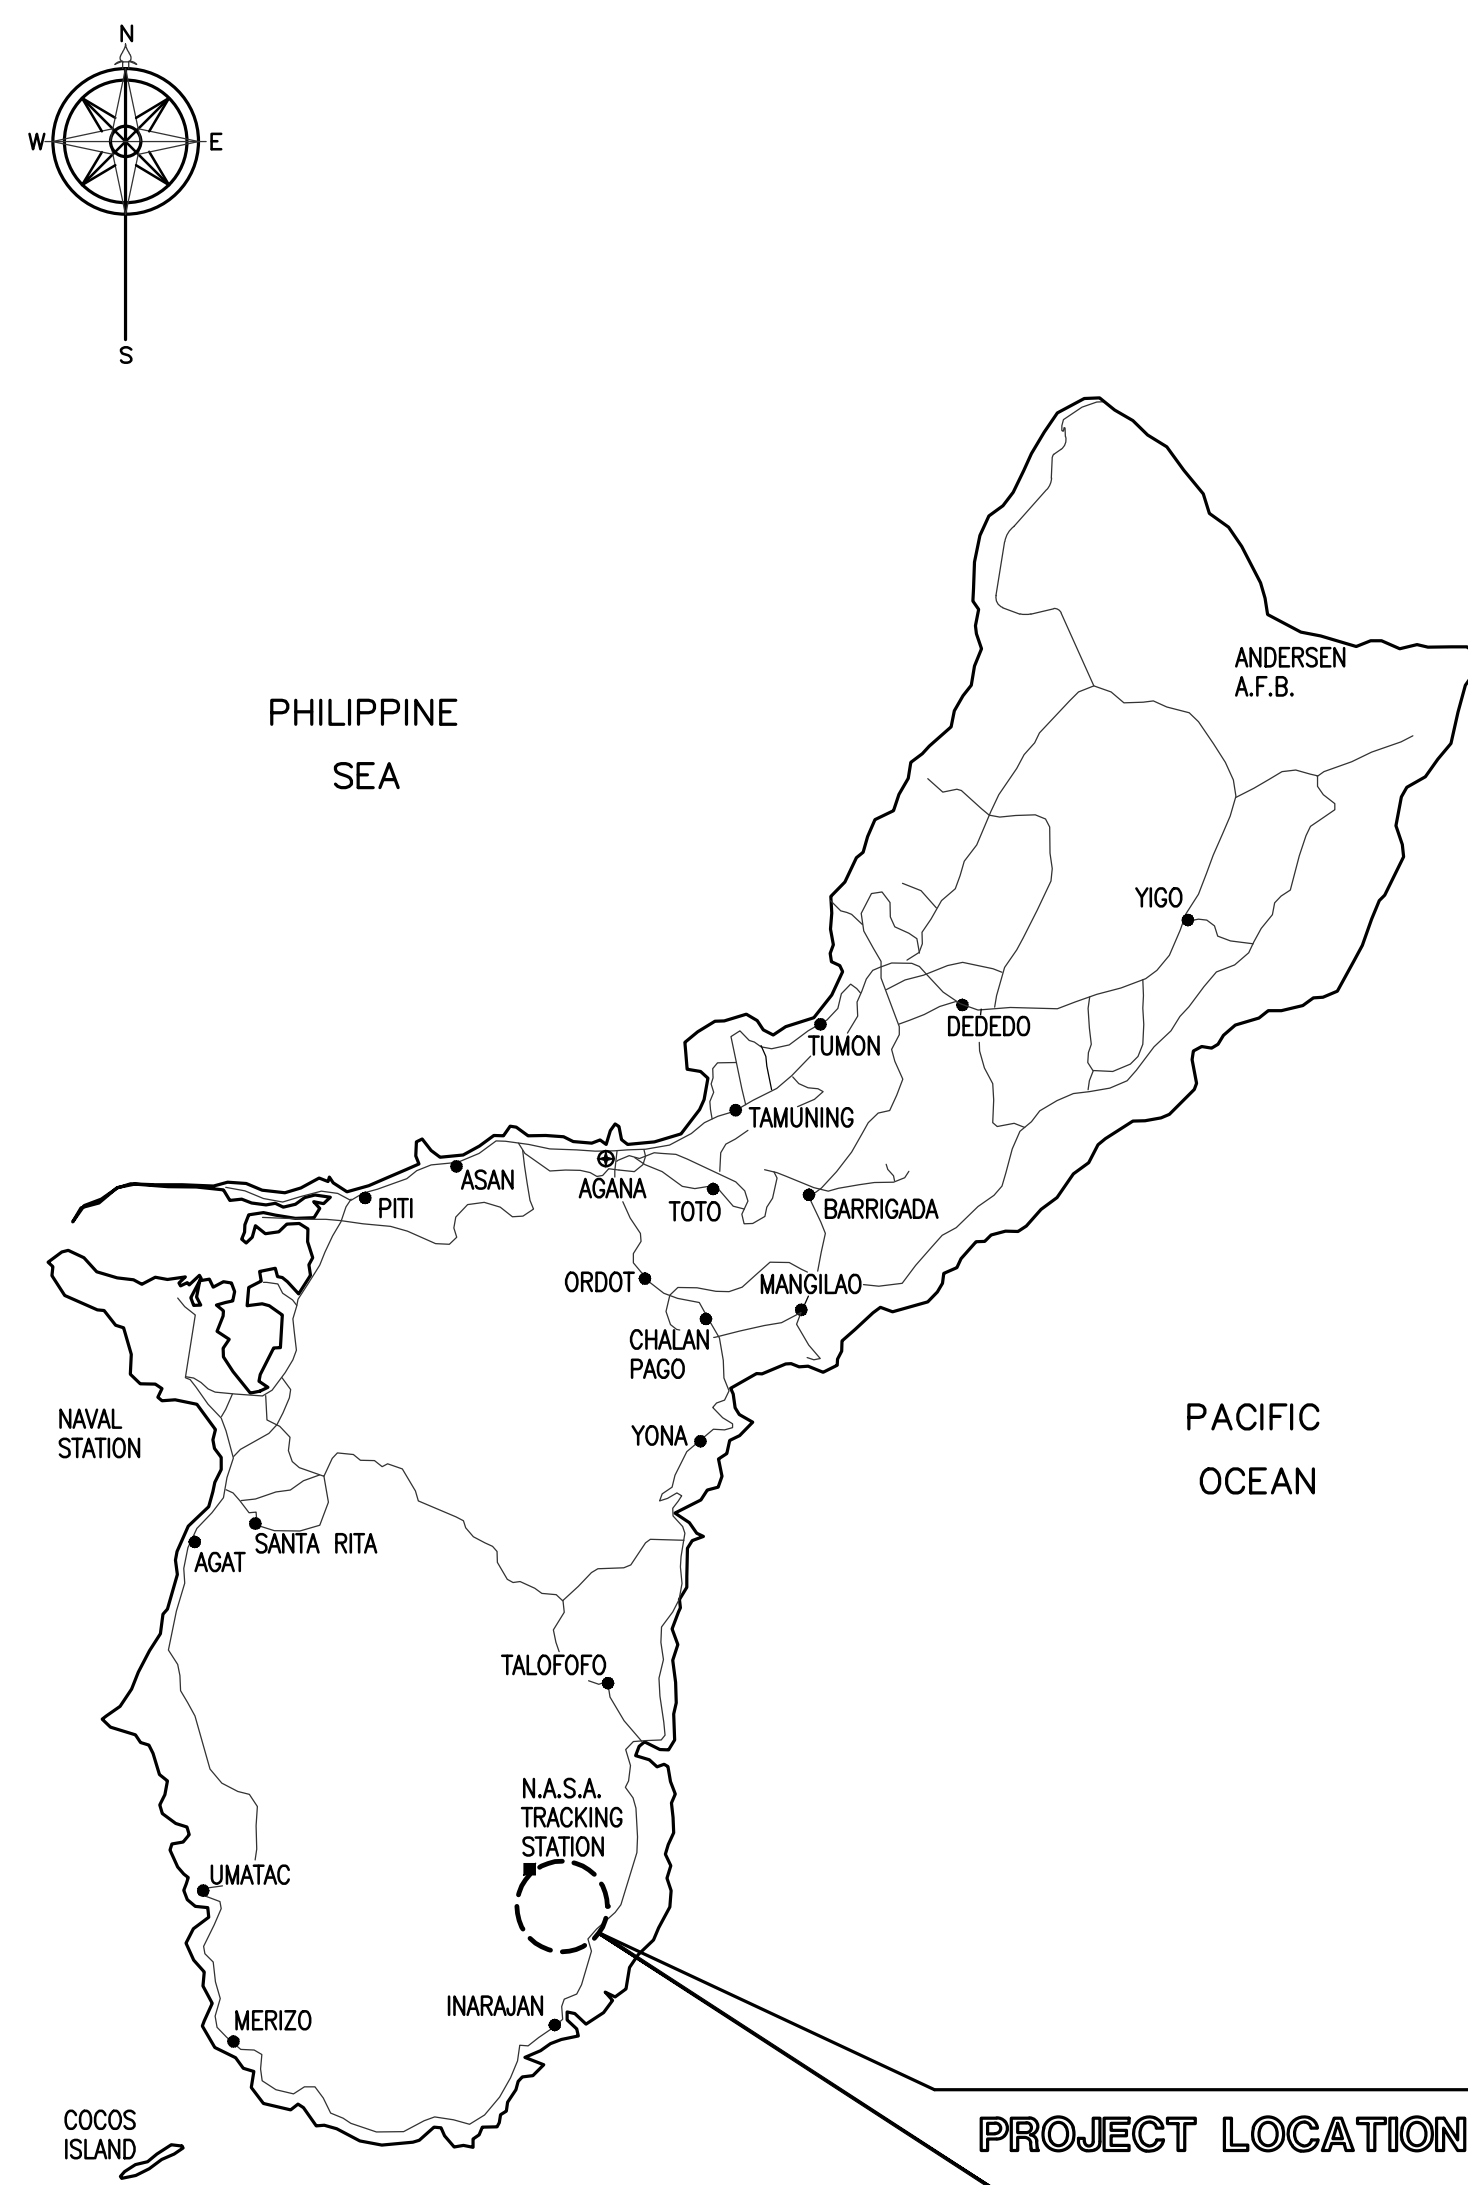 N
W
E
S
ANDERSEN
A.F.B.
PHILIPPINE
SEA
YIGO
DEDEDO
TUMON
TAMUNING
ASAN
AGANA
PITI
TOTO
BARRIGADA
ORDOT
MANGILAO
CHALAN
PAGO
NAVAL
STATION
YONA
PACIFIC
OCEAN
SANTA RITA
AGAT
TALOFOFO
N.A.S.A.
TRACKING
STATION
UMATAC
INARAJAN
MERIZO
COCOS
ISLAND
PROJECT LOCATION